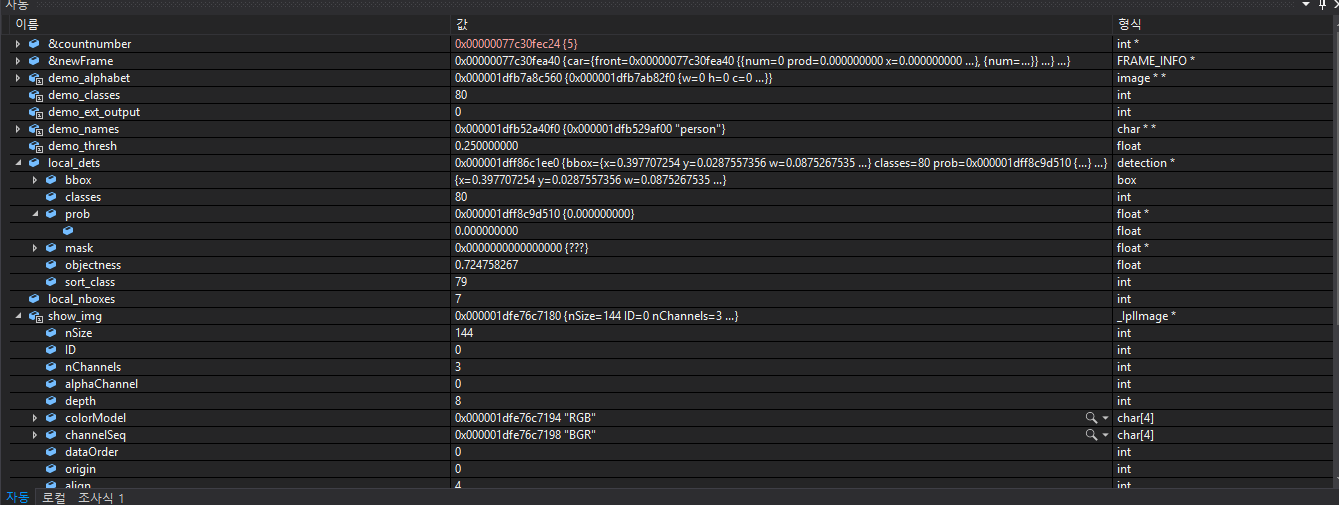 자동
이름 값 형식
&countnumber 0x00000077c30fec24 {5} int *
&newFrame 0x00000077c30fea40 {car={front=0x00000077c30fea40 {{num=0 prod=0.000000000 x=0.000000000 ...}, {num=...}} ...} ...} FRAME_INFO *
demo_alphabet 0x000001dfb7a8c560 {0x000001dfb7ab82f0 {w=0 h=0 c=0 ...}} image * *
demo_classes 80 int
demo_ext_output 0 int
demo_names 0x000001dfb52a40f0 {0x000001dfb529af00 "person"} char * *
demo_thresh 0.250000000 float
local_dets 0x000001dff86c1ee0 {bbox={x=0.397707254 y=0.0287557356 w=0.0875267535 ...} classes=80 prob=0x000001dff8c9d510 {...} ...} detection *
bbox {x=0.397707254 y=0.0287557356 w=0.0875267535 ...} box
classes 80 int
prob 0x000001dff8c9d510 {0.000000000} float *
0.000000000 float
mask 0x0000000000000000 {???} float *
objectness 0.724758267 float
sort_class 79 int
local_nboxes 7 int
show_img 0x000001dfe76c7180 {nSize=144 ID=0 nChannels=3 ...} _IplImage *
nSize 144 int
ID 0 int
nChannels 3 int
alphaChannel 0 int
depth 8 int
colorModel 0x000001dfe76c7194 "RGB" char[4]
channelSeq 0x000001dfe76c7198 "BGR" char[4]
dataOrder 0 int
origin 0 int
align 4 int
자동 로컬 조사식 1